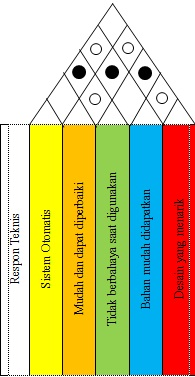 Respon Teknis
Sistem Otomatis
Mudah dan dapat diperbaiki
Tidak berbahaya saat digunakan
Bahan mudah didapatkan
Desain yang menarik